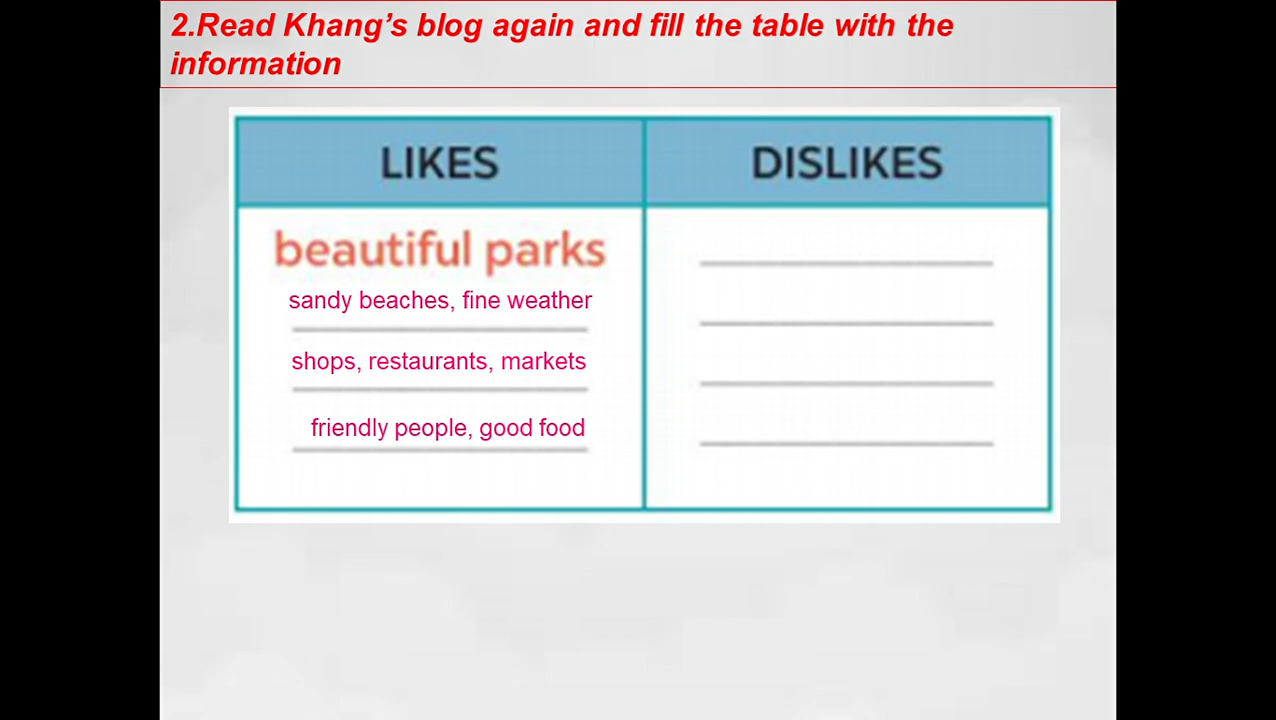 2.Read Khang’s blog again and fill the table with the
information
LIKES
DISLIKES
beautiful parks
sandy beaches, fine weather
shops, restaurants, markets
friendly people, good food